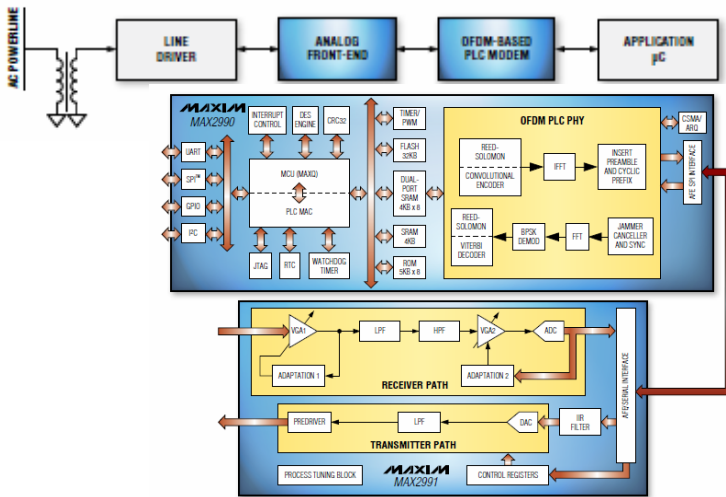 AC POWERLINE
LINE
DRIVER
ANALOG
FRONT-END
OFDM-BASED
PLC MODEM
APPLICATION
µC
MAXIM
MAX2990
INTERRUPT
CONTROL
DES
ENGINE
CRC32
UART
SPI™
GPIO
I²C
MCU (MAXQ)
PLC MAC
JTAG
RTC
WATCHDOG
TIMER
TIMER/
PWM
FLASH
32KB
DUAL-
PORT
SRAM
4KB x 8
SRAM
4KB
ROM
5KB x 8
OFDM PLC PHY
REED-
SOLOMON
CONVOLUTIONAL
ENCODER
IFFT
INSERT
PREAMBLE
AND CYCLIC
PREFIX
REED-
SOLOMON
VITERBI
DECODER
BPSK
DEMOD
FFT
JAMMER
CANCELLER
AND SYNC
CSMA/
ARQ
AFE SPI INTERFACE
VGA1
LPF
HPF
VGA2
ADC
ADAPTATION 1
ADAPTATION 2
RECEIVER PATH
PREDRIVER
LPF
DAC
TRANSMITTER PATH
IIR
FILTER
AFE/SERIAL INTERFACE
PROCESS TUNING BLOCK
MAXIM
MAX2991
CONTROL REGISTERS